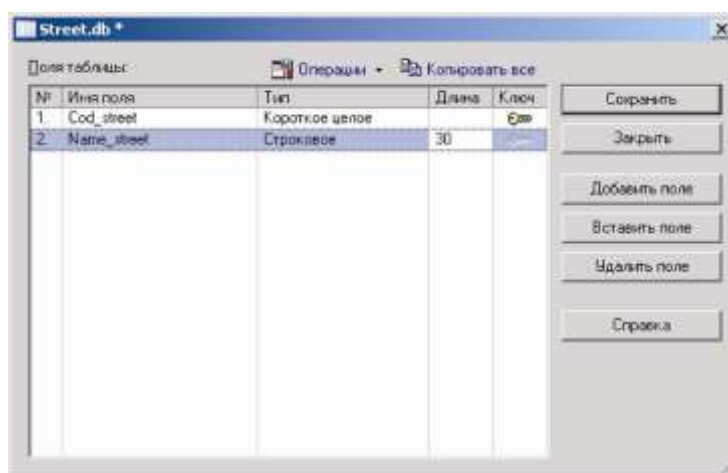 Street.db *
Поля таблицы: Операции Копировать все
№ Имя поля Тип Длина Ключ
1. Cod_street Короткое целое
2. Name_street Строковое 30
Сохранить
Закрыть
Добавить поле
Вставить поле
Удалить поле
Справка